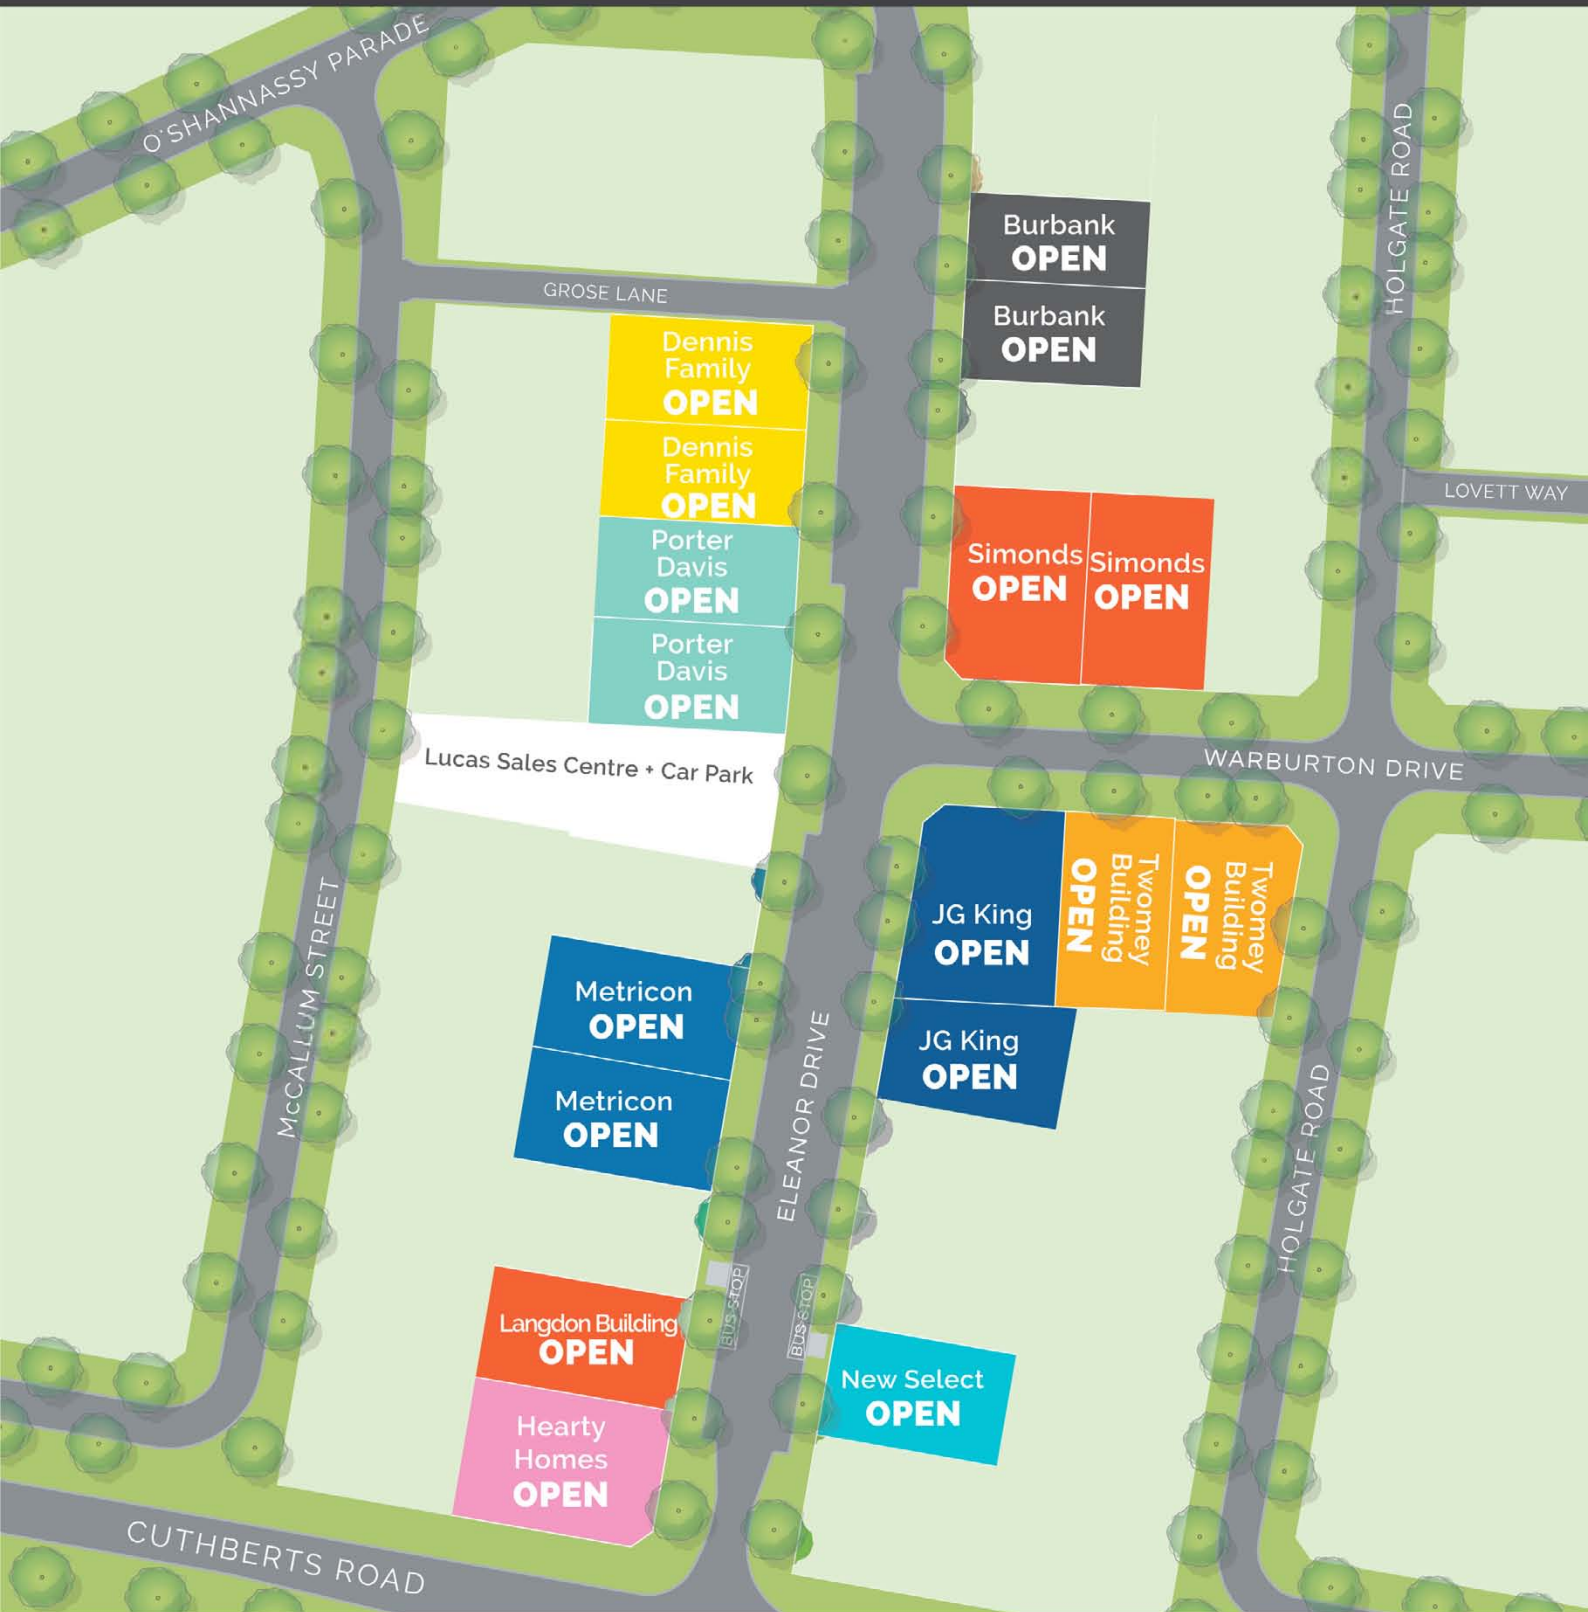 O'SHANNASSY PARADE
HOLGATE ROAD
Burbank
OPEN
GROSE LANE
Burbank
OPEN
Dennis
Family
OPEN
Dennis
Family
OPEN
LOVETT WAY
Porter
Davis
OPEN
Simonds
OPEN
Simonds
OPEN
Porter
Davis
OPEN
Lucas Sales Centre + Car Park
WARBURTON DRIVE
McCALLUM STREET
JG King
OPEN
Twomey
Building
OPEN
Twomey
Building
OPEN
Metricon
OPEN
ELEANOR DRIVE
JG King
OPEN
Metricon
OPEN
HOLGATE ROAD
BUS STOP
BUS STOP
Langdon Building
OPEN
New Select
OPEN
Hearty
Homes
OPEN
CUTHBERTS ROAD